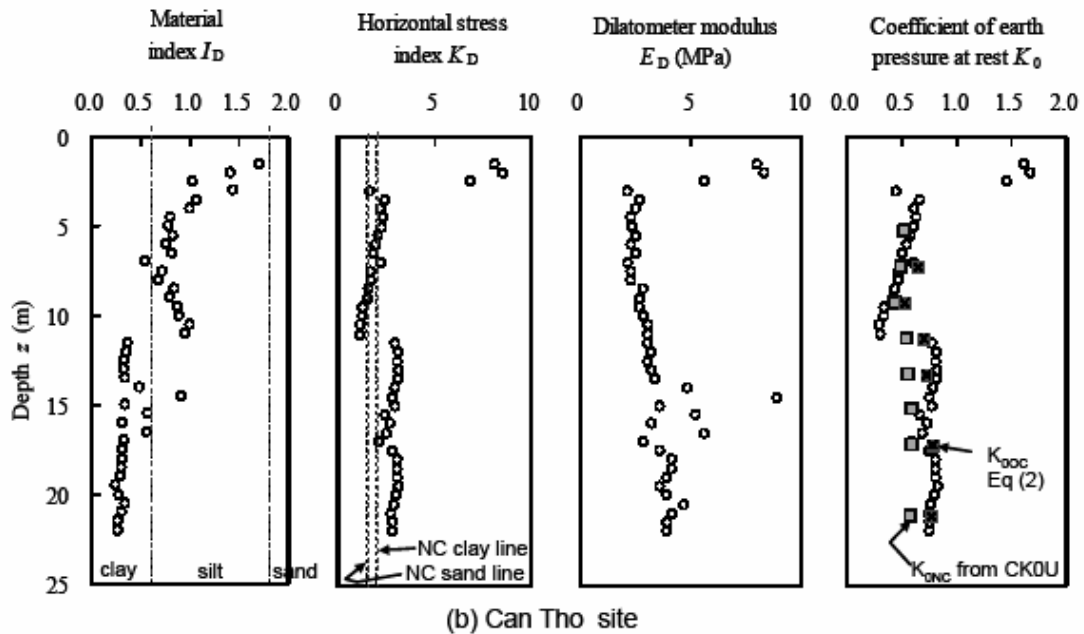 Material
index I_D
Horizontal stress
index K_D
Dilatometer modulus
E_D (MPa)
Coefficient of earth
pressure at rest K_0
0.0 0.5 1.0 1.5 2.0
0 5 10
0 5 10
0.0 0.5 1.0 1.5 2.0
Depth z (m)
0
5
10
15
20
25
clay
silt
sand
NC clay line
NC sand line
K_0OC
Eq (2)
K_0NC from CK0U
(b) Can Tho site